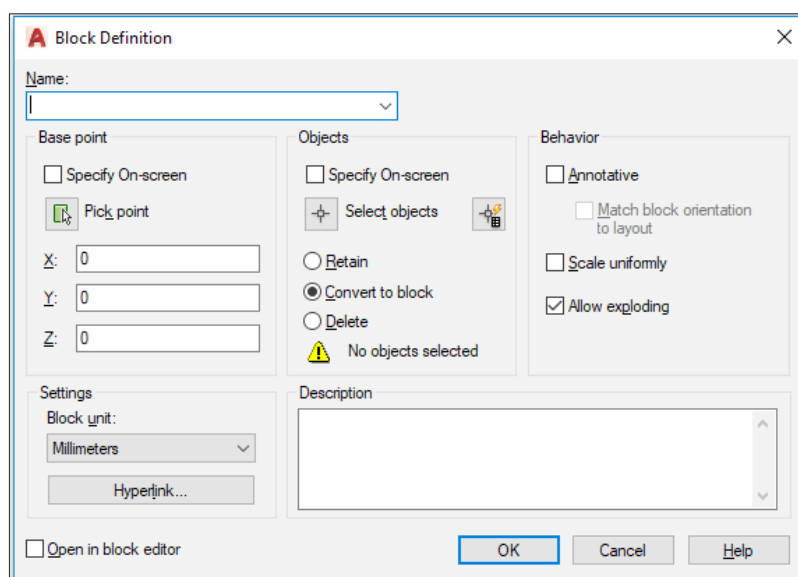 Block Definition
Name:
Base point
Specify On-screen
Pick point
X: 0
Y: 0
Z: 0
Objects
Specify On-screen
Select objects
Retain
Convert to block
Delete
No objects selected
Behavior
Annotative
Match block orientation
to layout
Scale uniformly
Allow exploding
Settings
Block unit:
Millimeters
Hyperlink...
Description
Open in block editor
OK
Cancel
Help